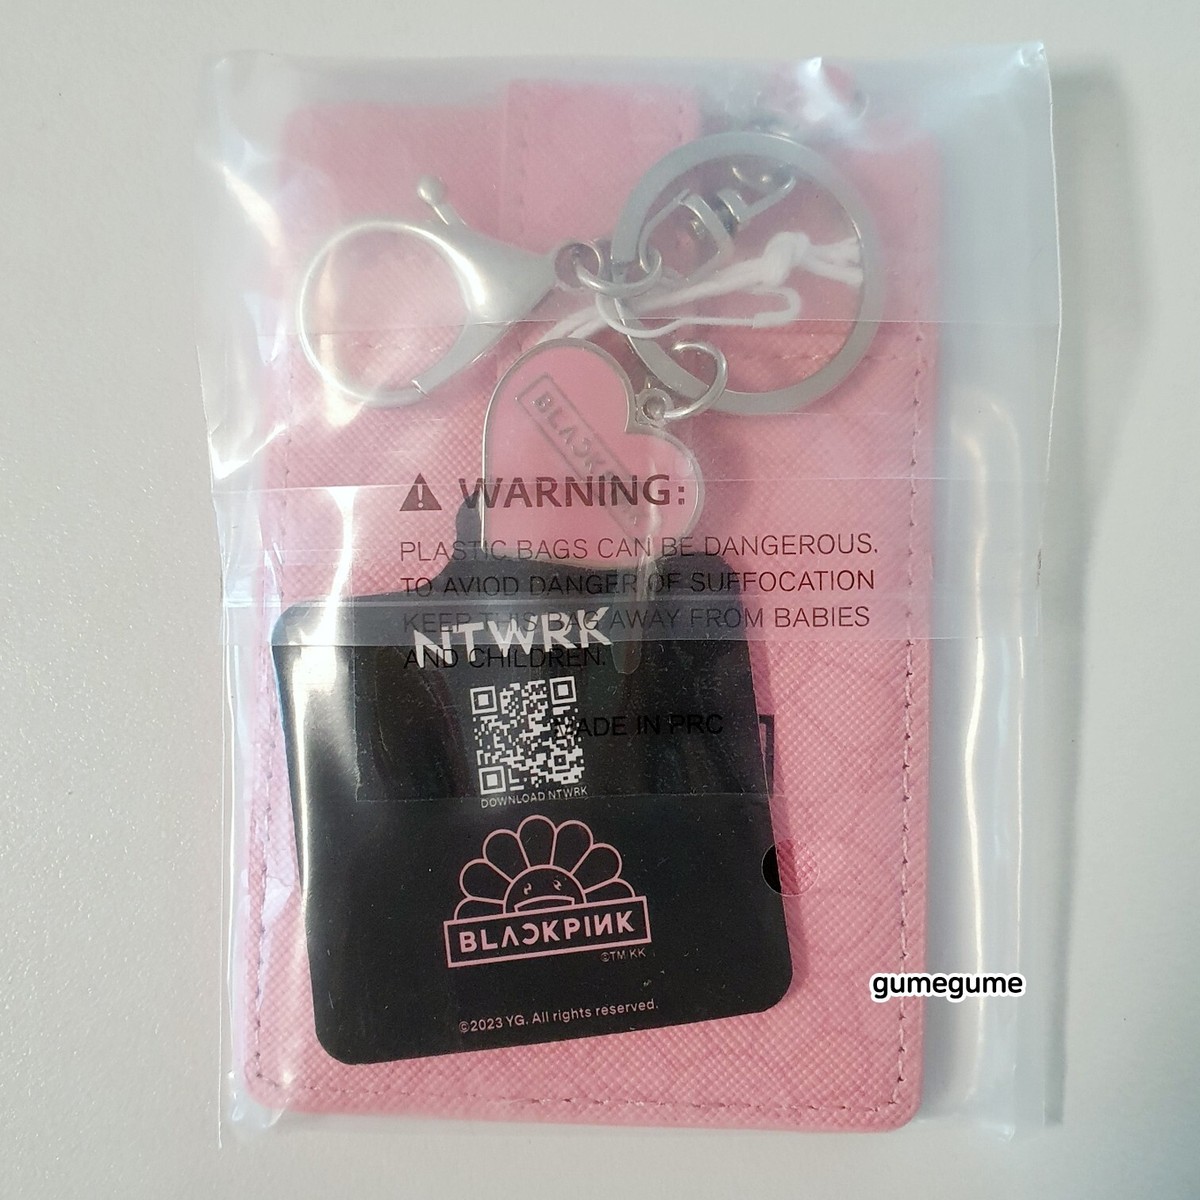 BLACKPINK
WARNING:
PLASTIC BAGS CAN BE DANGEROUS.
TO AVIOD DANGER OF SUFFOCATION
KEEP THIS BAG AWAY FROM BABIES
AND CHILDREN.
NTWRK
MADE IN PRC
DOWNLOAD NTWRK
BLACKPINK
©TM/KK
©2023 YG. All rights reserved.
gumegume